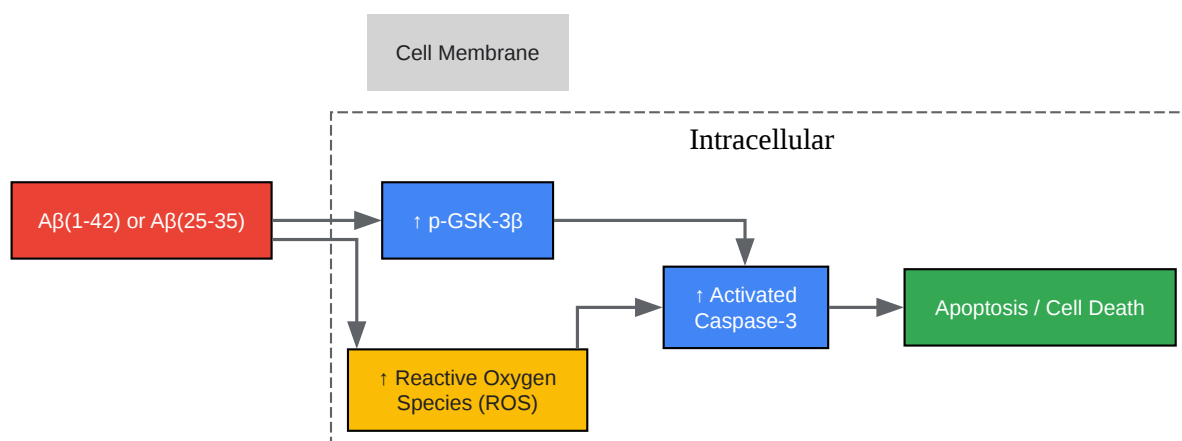 Cell Membrane
Intracellular
Aβ(1-42) or Aβ(25-35)
↑ p-GSK-3β
↑ Activated
Caspase-3
Apoptosis / Cell Death
↑ Reactive Oxygen
Species (ROS)